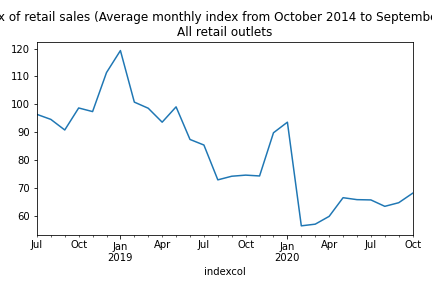 x of retail sales (Average monthly index from October 2014 to Septembe
All retail outlets
120
110
100
90
80
70
60
Jul Oct Jan Apr Jul Oct Jan Apr Jul Oct
2019 2020
indexcol